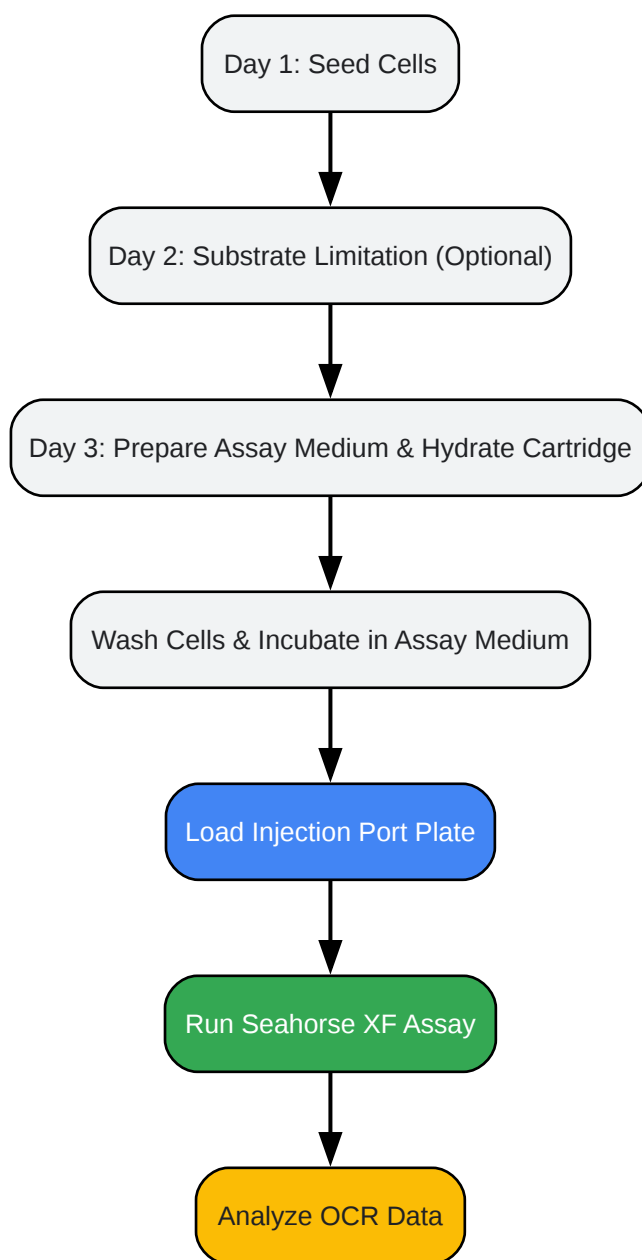 Day 1: Seed Cells
Day 2: Substrate Limitation (Optional)
Day 3: Prepare Assay Medium & Hydrate Cartridge
Wash Cells & Incubate in Assay Medium
Load Injection Port Plate
Run Seahorse XF Assay
Analyze OCR Data